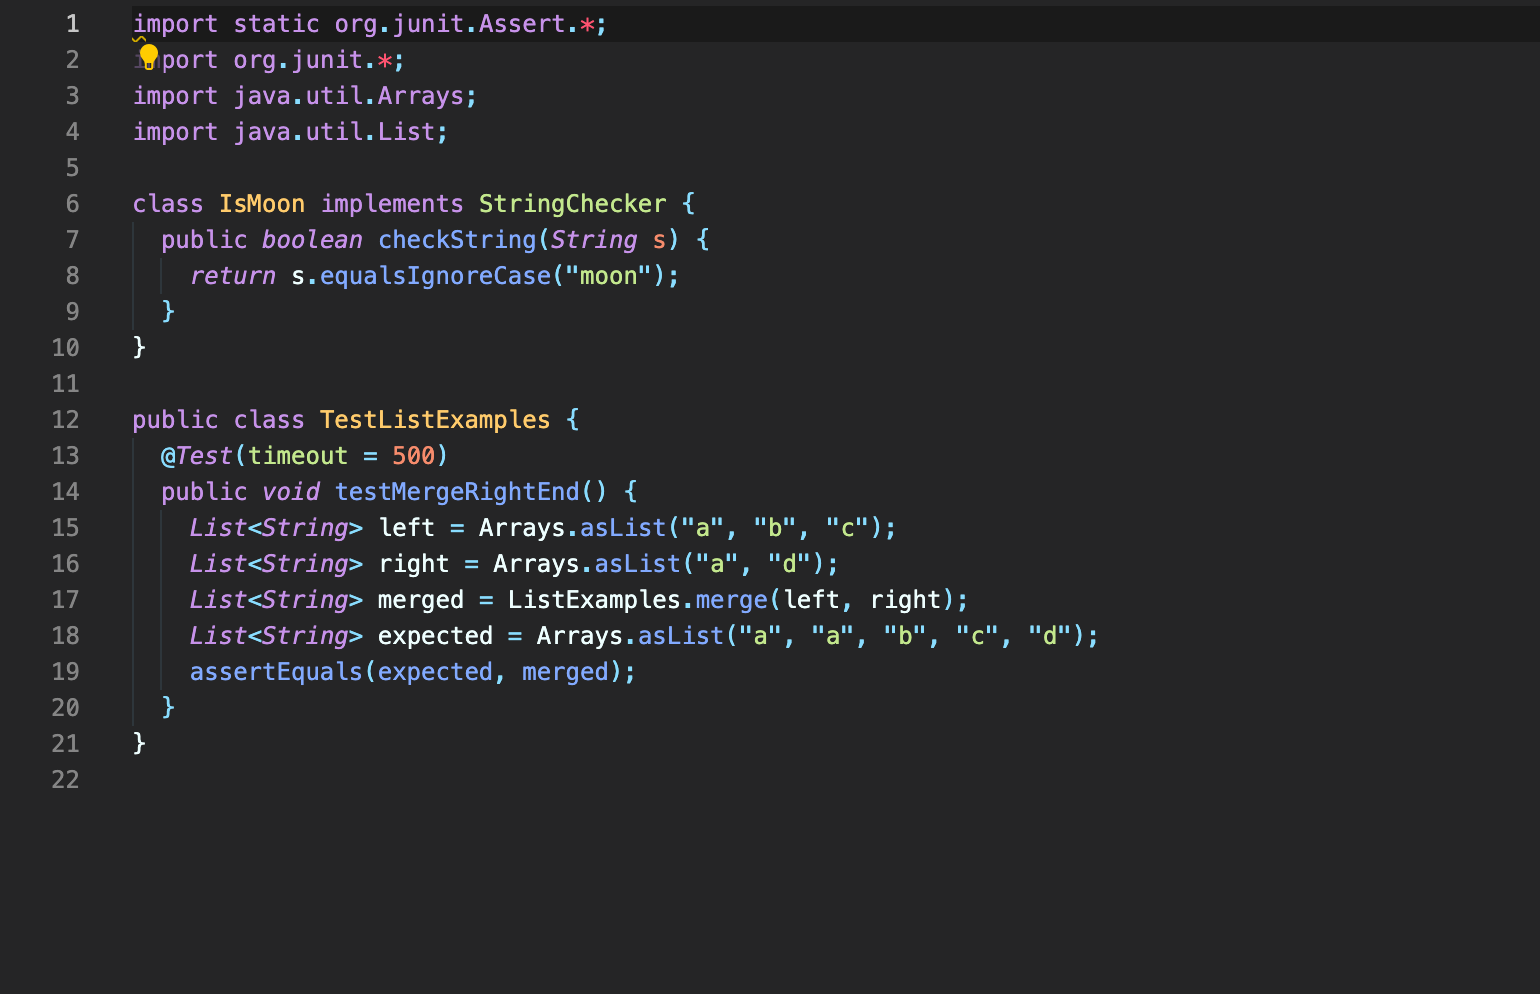 1 import static org.junit.Assert.*;
2 import org.junit.*;
3 import java.util.Arrays;
4 import java.util.List;
5
6 class IsMoon implements StringChecker {
7   public boolean checkString(String s) {
8     return s.equalsIgnoreCase("moon");
9   }
10 }
11
12 public class TestListExamples {
13   @Test(timeout = 500)
14   public void testMergeRightEnd() {
15     List<String> left = Arrays.asList("a", "b", "c");
16     List<String> right = Arrays.asList("a", "d");
17     List<String> merged = ListExamples.merge(left, right);
18     List<String> expected = Arrays.asList("a", "a", "b", "c", "d");
19     assertEquals(expected, merged);
20   }
21 }
22